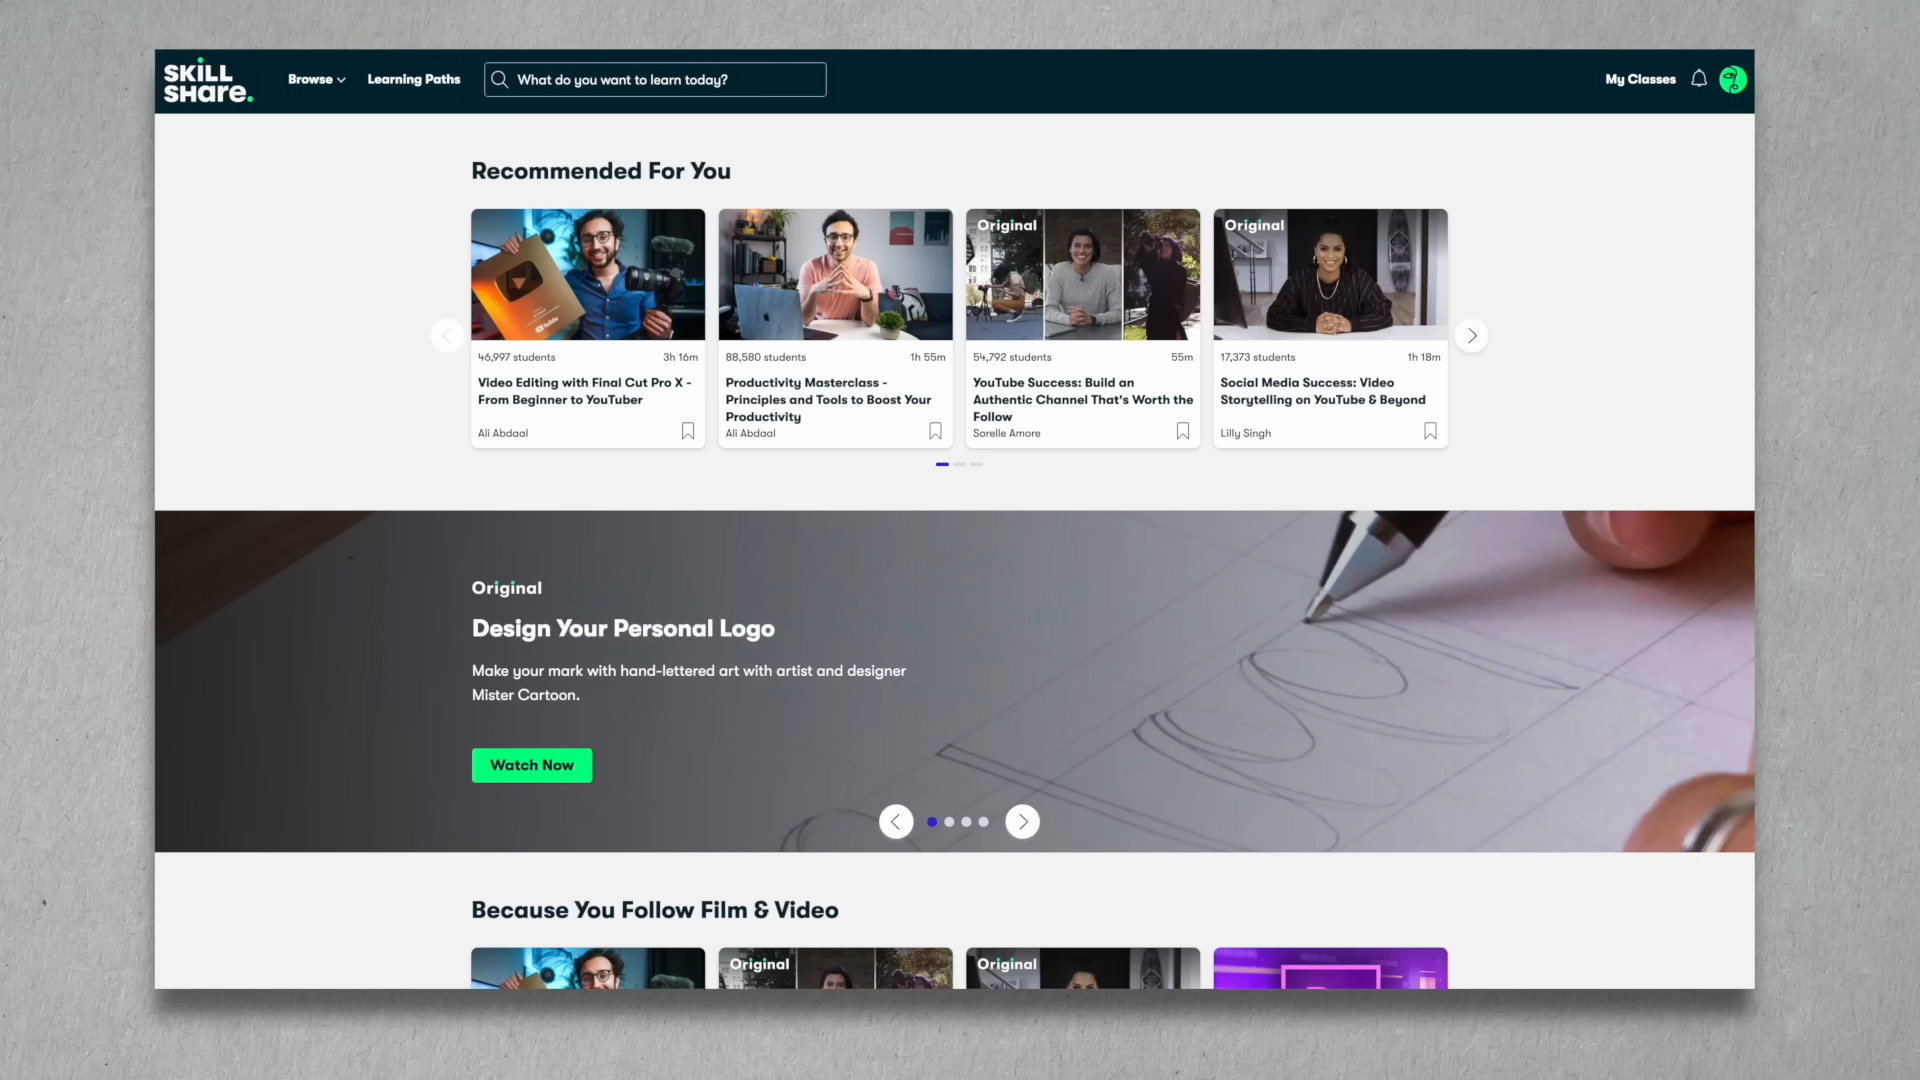 SKILL
SHare.
Browse
Learning Paths
What do you want to learn today?
My Classes
Recommended For You
Original
Original
YouTube
46,997 students
3h 16m
88,580 students
1h 55m
54,792 students
55m
17,373 students
1h 18m
Video Editing with Final Cut Pro X -
From Beginner to YouTuber
Ali Abdaal
Productivity Masterclass -
Principles and Tools to Boost Your
Productivity
Ali Abdaal
YouTube Success: Build an
Authentic Channel That's Worth the
Follow
Sorelle Amore
Social Media Success: Video
Storytelling on YouTube & Beyond
Lilly Singh
Original
Design Your Personal Logo
Make your mark with hand-lettered art with artist and designer
Mister Cartoon.
Watch Now
Because You Follow Film & Video
Original
Original